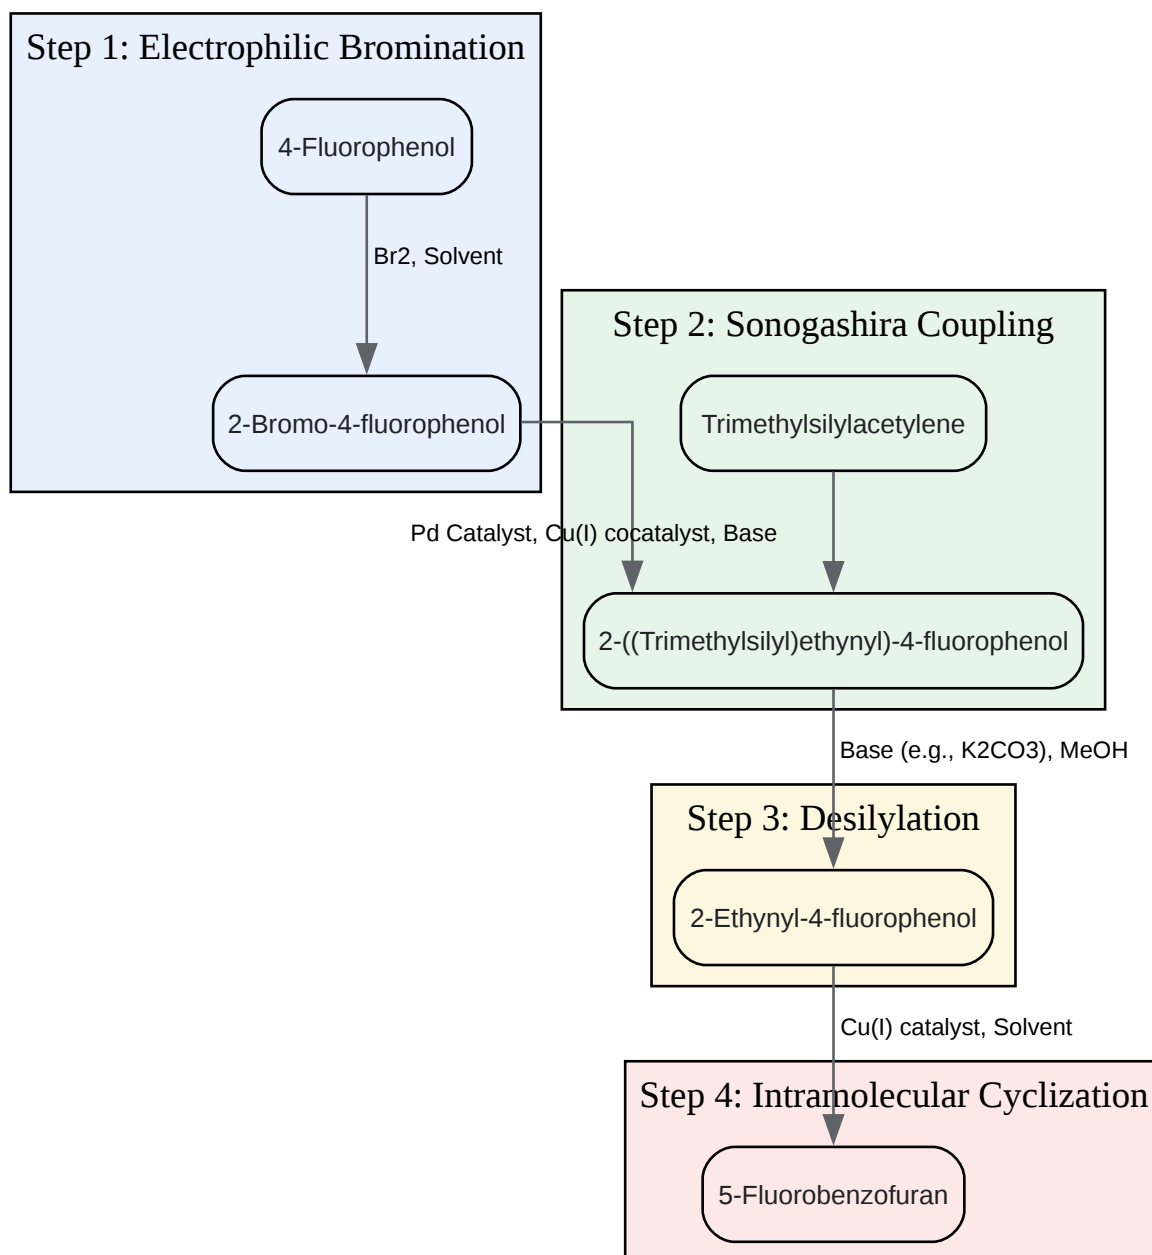 Step 1: Electrophilic Bromination
4-Fluorophenol
Br2, Solvent
2-Bromo-4-fluorophenol
Step 2: Sonogashira Coupling
Trimethylsilylacetylene
Pd Catalyst, Cu(I) cocatalyst, Base
2-((Trimethylsilyl)ethynyl)-4-fluorophenol
Base (e.g., K2CO3), MeOH
Step 3: Desilylation
2-Ethynyl-4-fluorophenol
Cu(I) catalyst, Solvent
Step 4: Intramolecular Cyclization
5-Fluorobenzofuran